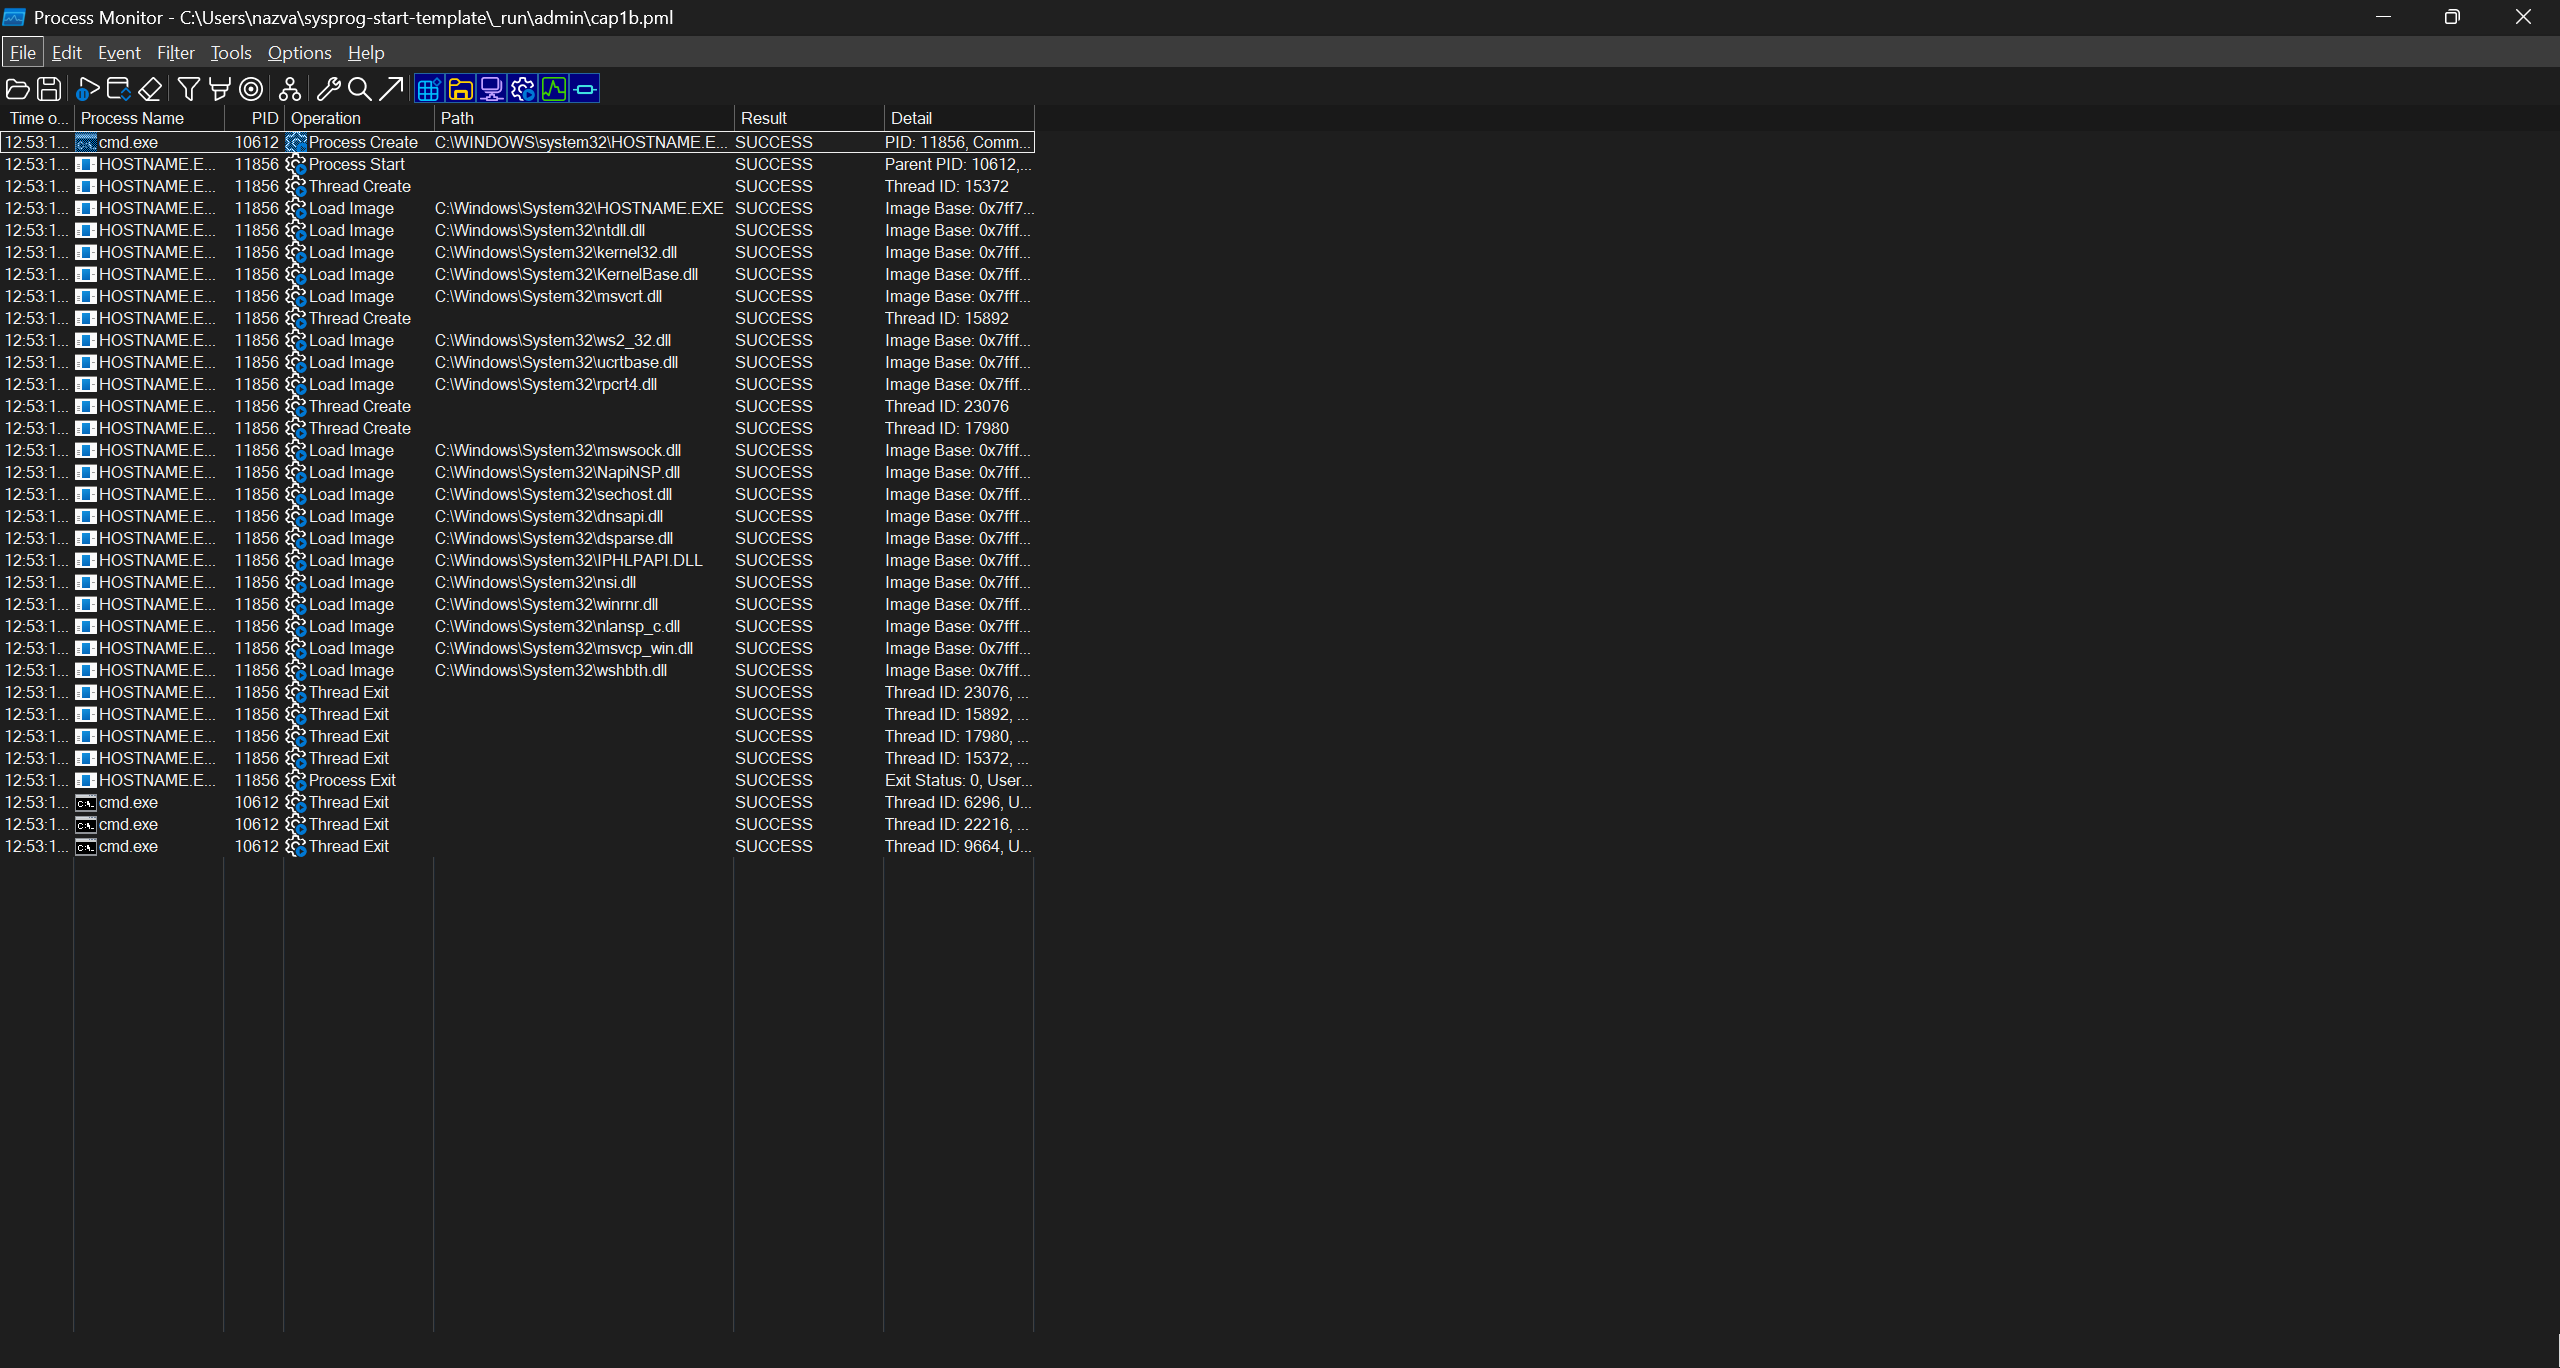 Process Monitor - C:\Users\nazva\sysprog-start-template\_run\admin\cap1b.pml
File Edit Event Filter Tools Options Help
Time o... Process Name PID Operation Path Result Detail
12:53:1... cmd.exe 10612 Process Create C:\WINDOWS\system32\HOSTNAME.E... SUCCESS PID: 11856, Comm...
12:53:1... HOSTNAME.E... 11856 Process Start SUCCESS Parent PID: 10612,...
12:53:1... HOSTNAME.E... 11856 Thread Create SUCCESS Thread ID: 15372
12:53:1... HOSTNAME.E... 11856 Load Image C:\Windows\System32\HOSTNAME.EXE SUCCESS Image Base: 0x7ff7...
12:53:1... HOSTNAME.E... 11856 Load Image C:\Windows\System32\ntdll.dll SUCCESS Image Base: 0x7fff...
12:53:1... HOSTNAME.E... 11856 Load Image C:\Windows\System32\kernel32.dll SUCCESS Image Base: 0x7fff...
12:53:1... HOSTNAME.E... 11856 Load Image C:\Windows\System32\KernelBase.dll SUCCESS Image Base: 0x7fff...
12:53:1... HOSTNAME.E... 11856 Load Image C:\Windows\System32\msvcrt.dll SUCCESS Image Base: 0x7fff...
12:53:1... HOSTNAME.E... 11856 Thread Create SUCCESS Thread ID: 15892
12:53:1... HOSTNAME.E... 11856 Load Image C:\Windows\System32\ws2_32.dll SUCCESS Image Base: 0x7fff...
12:53:1... HOSTNAME.E... 11856 Load Image C:\Windows\System32\ucrtbase.dll SUCCESS Image Base: 0x7fff...
12:53:1... HOSTNAME.E... 11856 Load Image C:\Windows\System32\rpcrt4.dll SUCCESS Image Base: 0x7fff...
12:53:1... HOSTNAME.E... 11856 Thread Create SUCCESS Thread ID: 23076
12:53:1... HOSTNAME.E... 11856 Thread Create SUCCESS Thread ID: 17980
12:53:1... HOSTNAME.E... 11856 Load Image C:\Windows\System32\mswsock.dll SUCCESS Image Base: 0x7fff...
12:53:1... HOSTNAME.E... 11856 Load Image C:\Windows\System32\NapiNSP.dll SUCCESS Image Base: 0x7fff...
12:53:1... HOSTNAME.E... 11856 Load Image C:\Windows\System32\sechost.dll SUCCESS Image Base: 0x7fff...
12:53:1... HOSTNAME.E... 11856 Load Image C:\Windows\System32\dnsapi.dll SUCCESS Image Base: 0x7fff...
12:53:1... HOSTNAME.E... 11856 Load Image C:\Windows\System32\dsparse.dll SUCCESS Image Base: 0x7fff...
12:53:1... HOSTNAME.E... 11856 Load Image C:\Windows\System32\IPHLPAPI.DLL SUCCESS Image Base: 0x7fff...
12:53:1... HOSTNAME.E... 11856 Load Image C:\Windows\System32\nsi.dll SUCCESS Image Base: 0x7fff...
12:53:1... HOSTNAME.E... 11856 Load Image C:\Windows\System32\winrnr.dll SUCCESS Image Base: 0x7fff...
12:53:1... HOSTNAME.E... 11856 Load Image C:\Windows\System32\nlansp_c.dll SUCCESS Image Base: 0x7fff...
12:53:1... HOSTNAME.E... 11856 Load Image C:\Windows\System32\msvcp_win.dll SUCCESS Image Base: 0x7fff...
12:53:1... HOSTNAME.E... 11856 Load Image C:\Windows\System32\wshbth.dll SUCCESS Image Base: 0x7fff...
12:53:1... HOSTNAME.E... 11856 Thread Exit SUCCESS Thread ID: 23076, ...
12:53:1... HOSTNAME.E... 11856 Thread Exit SUCCESS Thread ID: 15892, ...
12:53:1... HOSTNAME.E... 11856 Thread Exit SUCCESS Thread ID: 17980, ...
12:53:1... HOSTNAME.E... 11856 Thread Exit SUCCESS Thread ID: 15372, ...
12:53:1... HOSTNAME.E... 11856 Process Exit SUCCESS Exit Status: 0, User...
12:53:1... cmd.exe 10612 Thread Exit SUCCESS Thread ID: 6296, U...
12:53:1... cmd.exe 10612 Thread Exit SUCCESS Thread ID: 22216, ...
12:53:1... cmd.exe 10612 Thread Exit SUCCESS Thread ID: 9664, U...